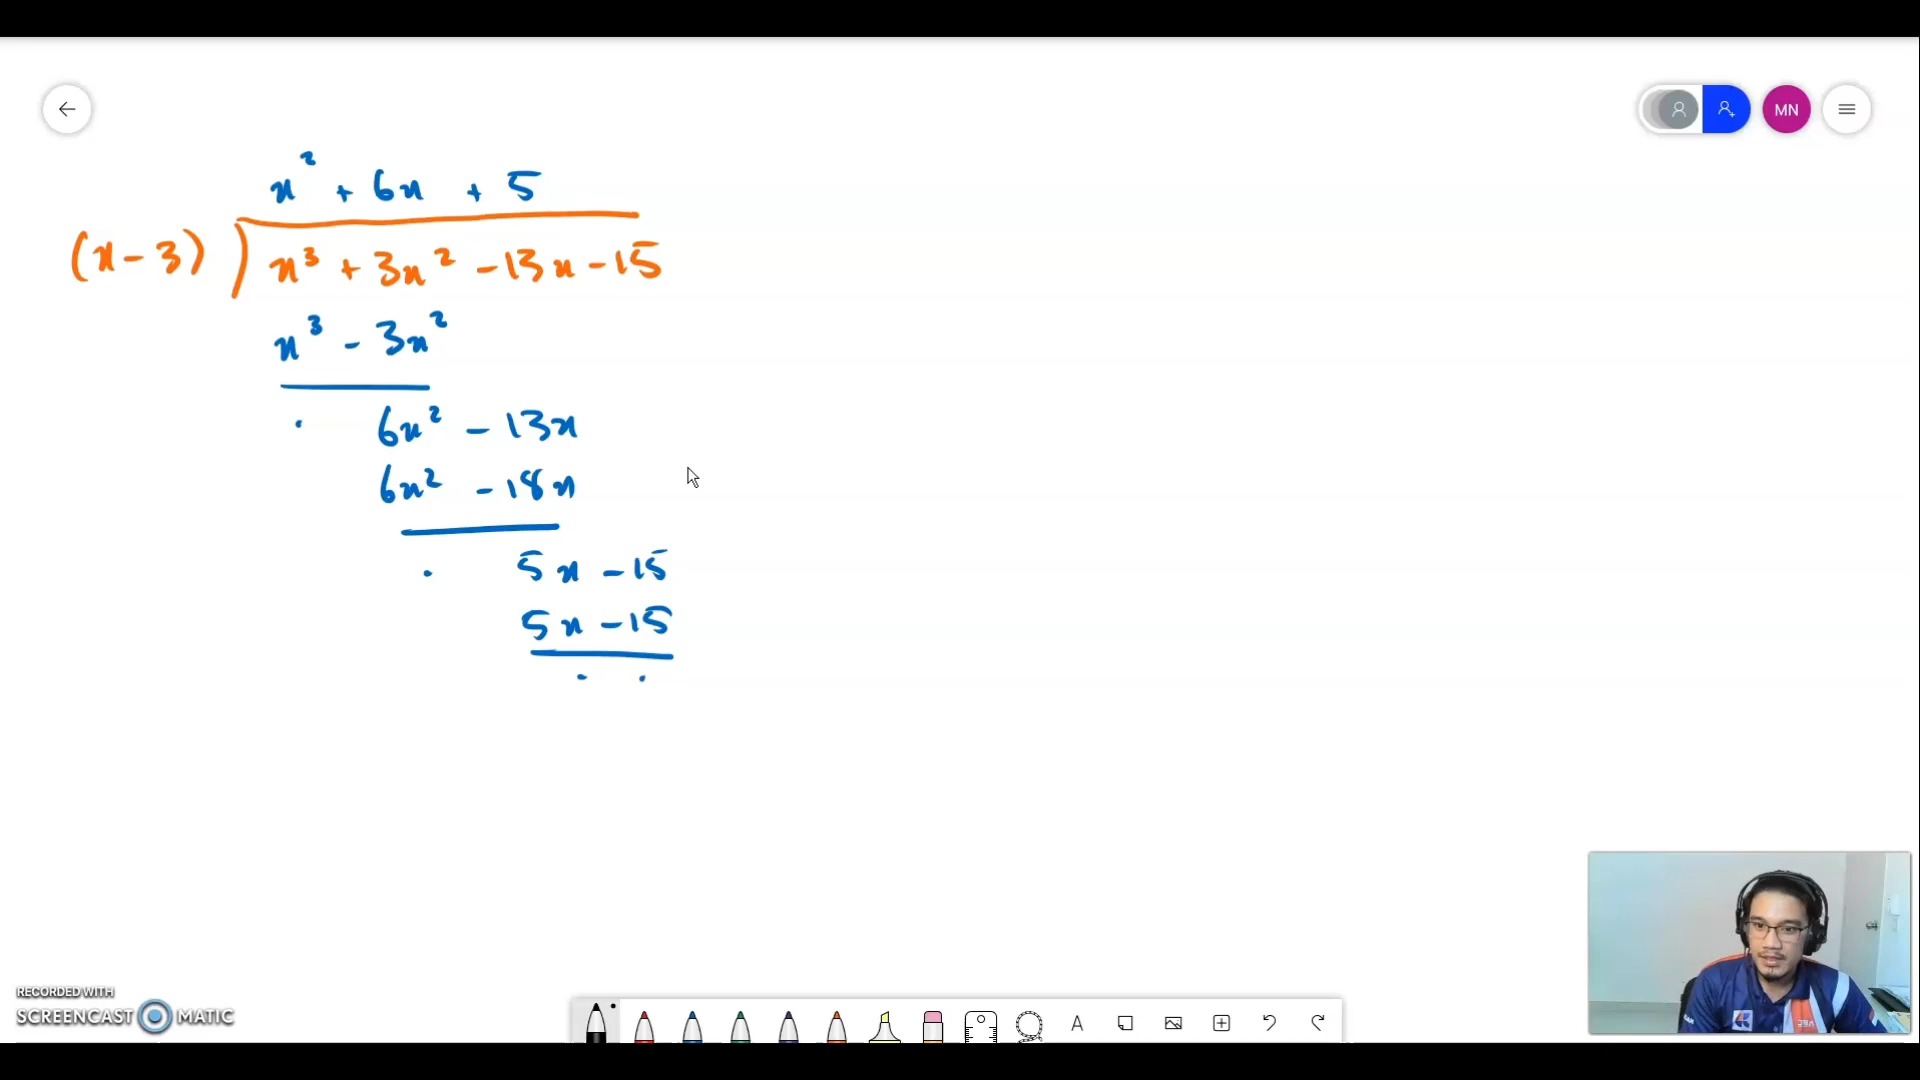 MN
x² + 6x + 5
(x - 3) ) x³ + 3x² - 13x - 15
x³ - 3x²
. 6x² - 13x
6x² - 18x
. 5x - 15
5x - 15
. .
RECORDED WITH
SCREENCAST MATIC
A